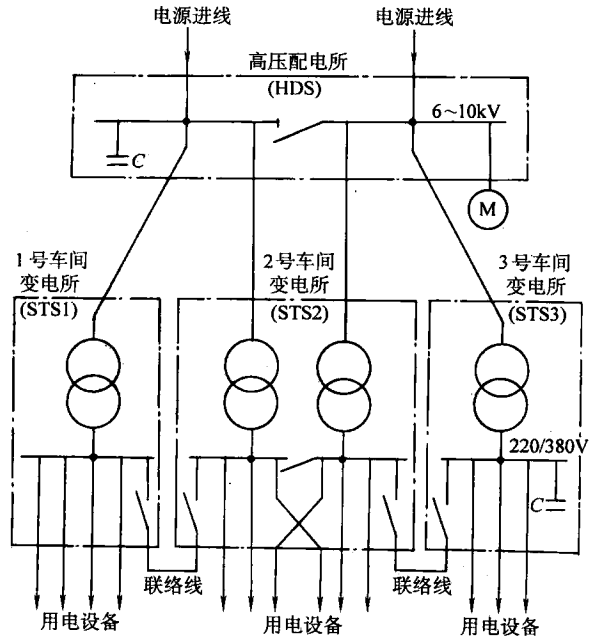 电源进线
电源进线
高压配电所
(HDS)
6~10kV
C
M
1号车间
变电所
(STS1)
2号车间
变电所
(STS2)
3号车间
变电所
(STS3)
220/380V
C
联络线
联络线
用电设备
用电设备
用电设备